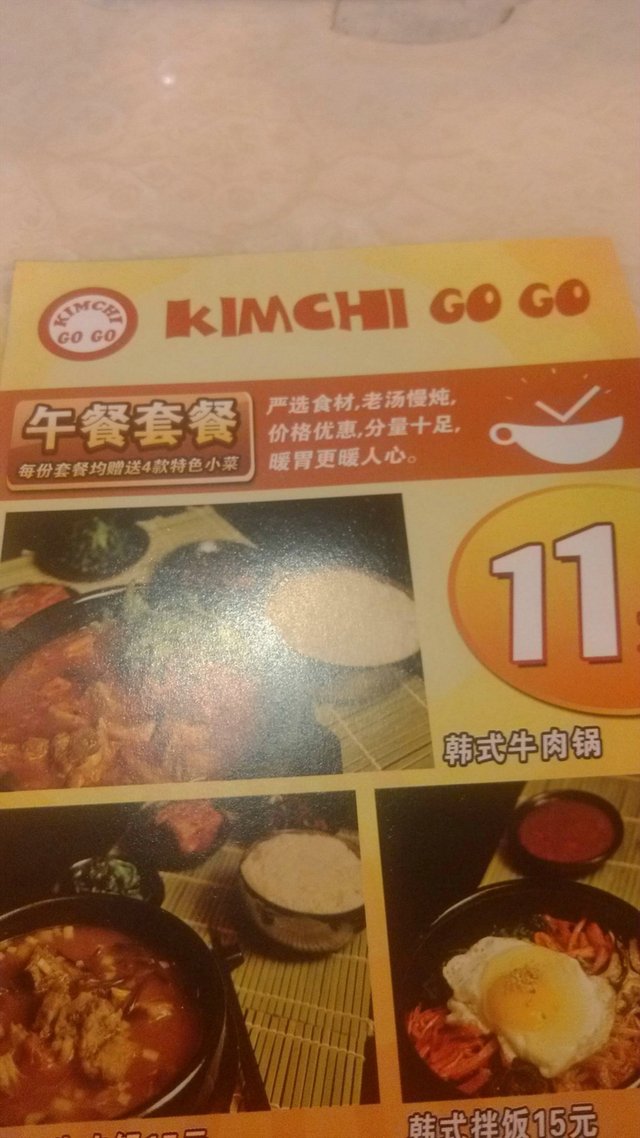 KIMCHI
GO GO
KIMCHI GO GO
午餐套餐
每份套餐均赠送4款特色小菜
严选食材,老汤慢炖,
价格优惠,分量十足,
暖胃更暖人心。
11
韩式牛肉锅
韩式拌饭15元